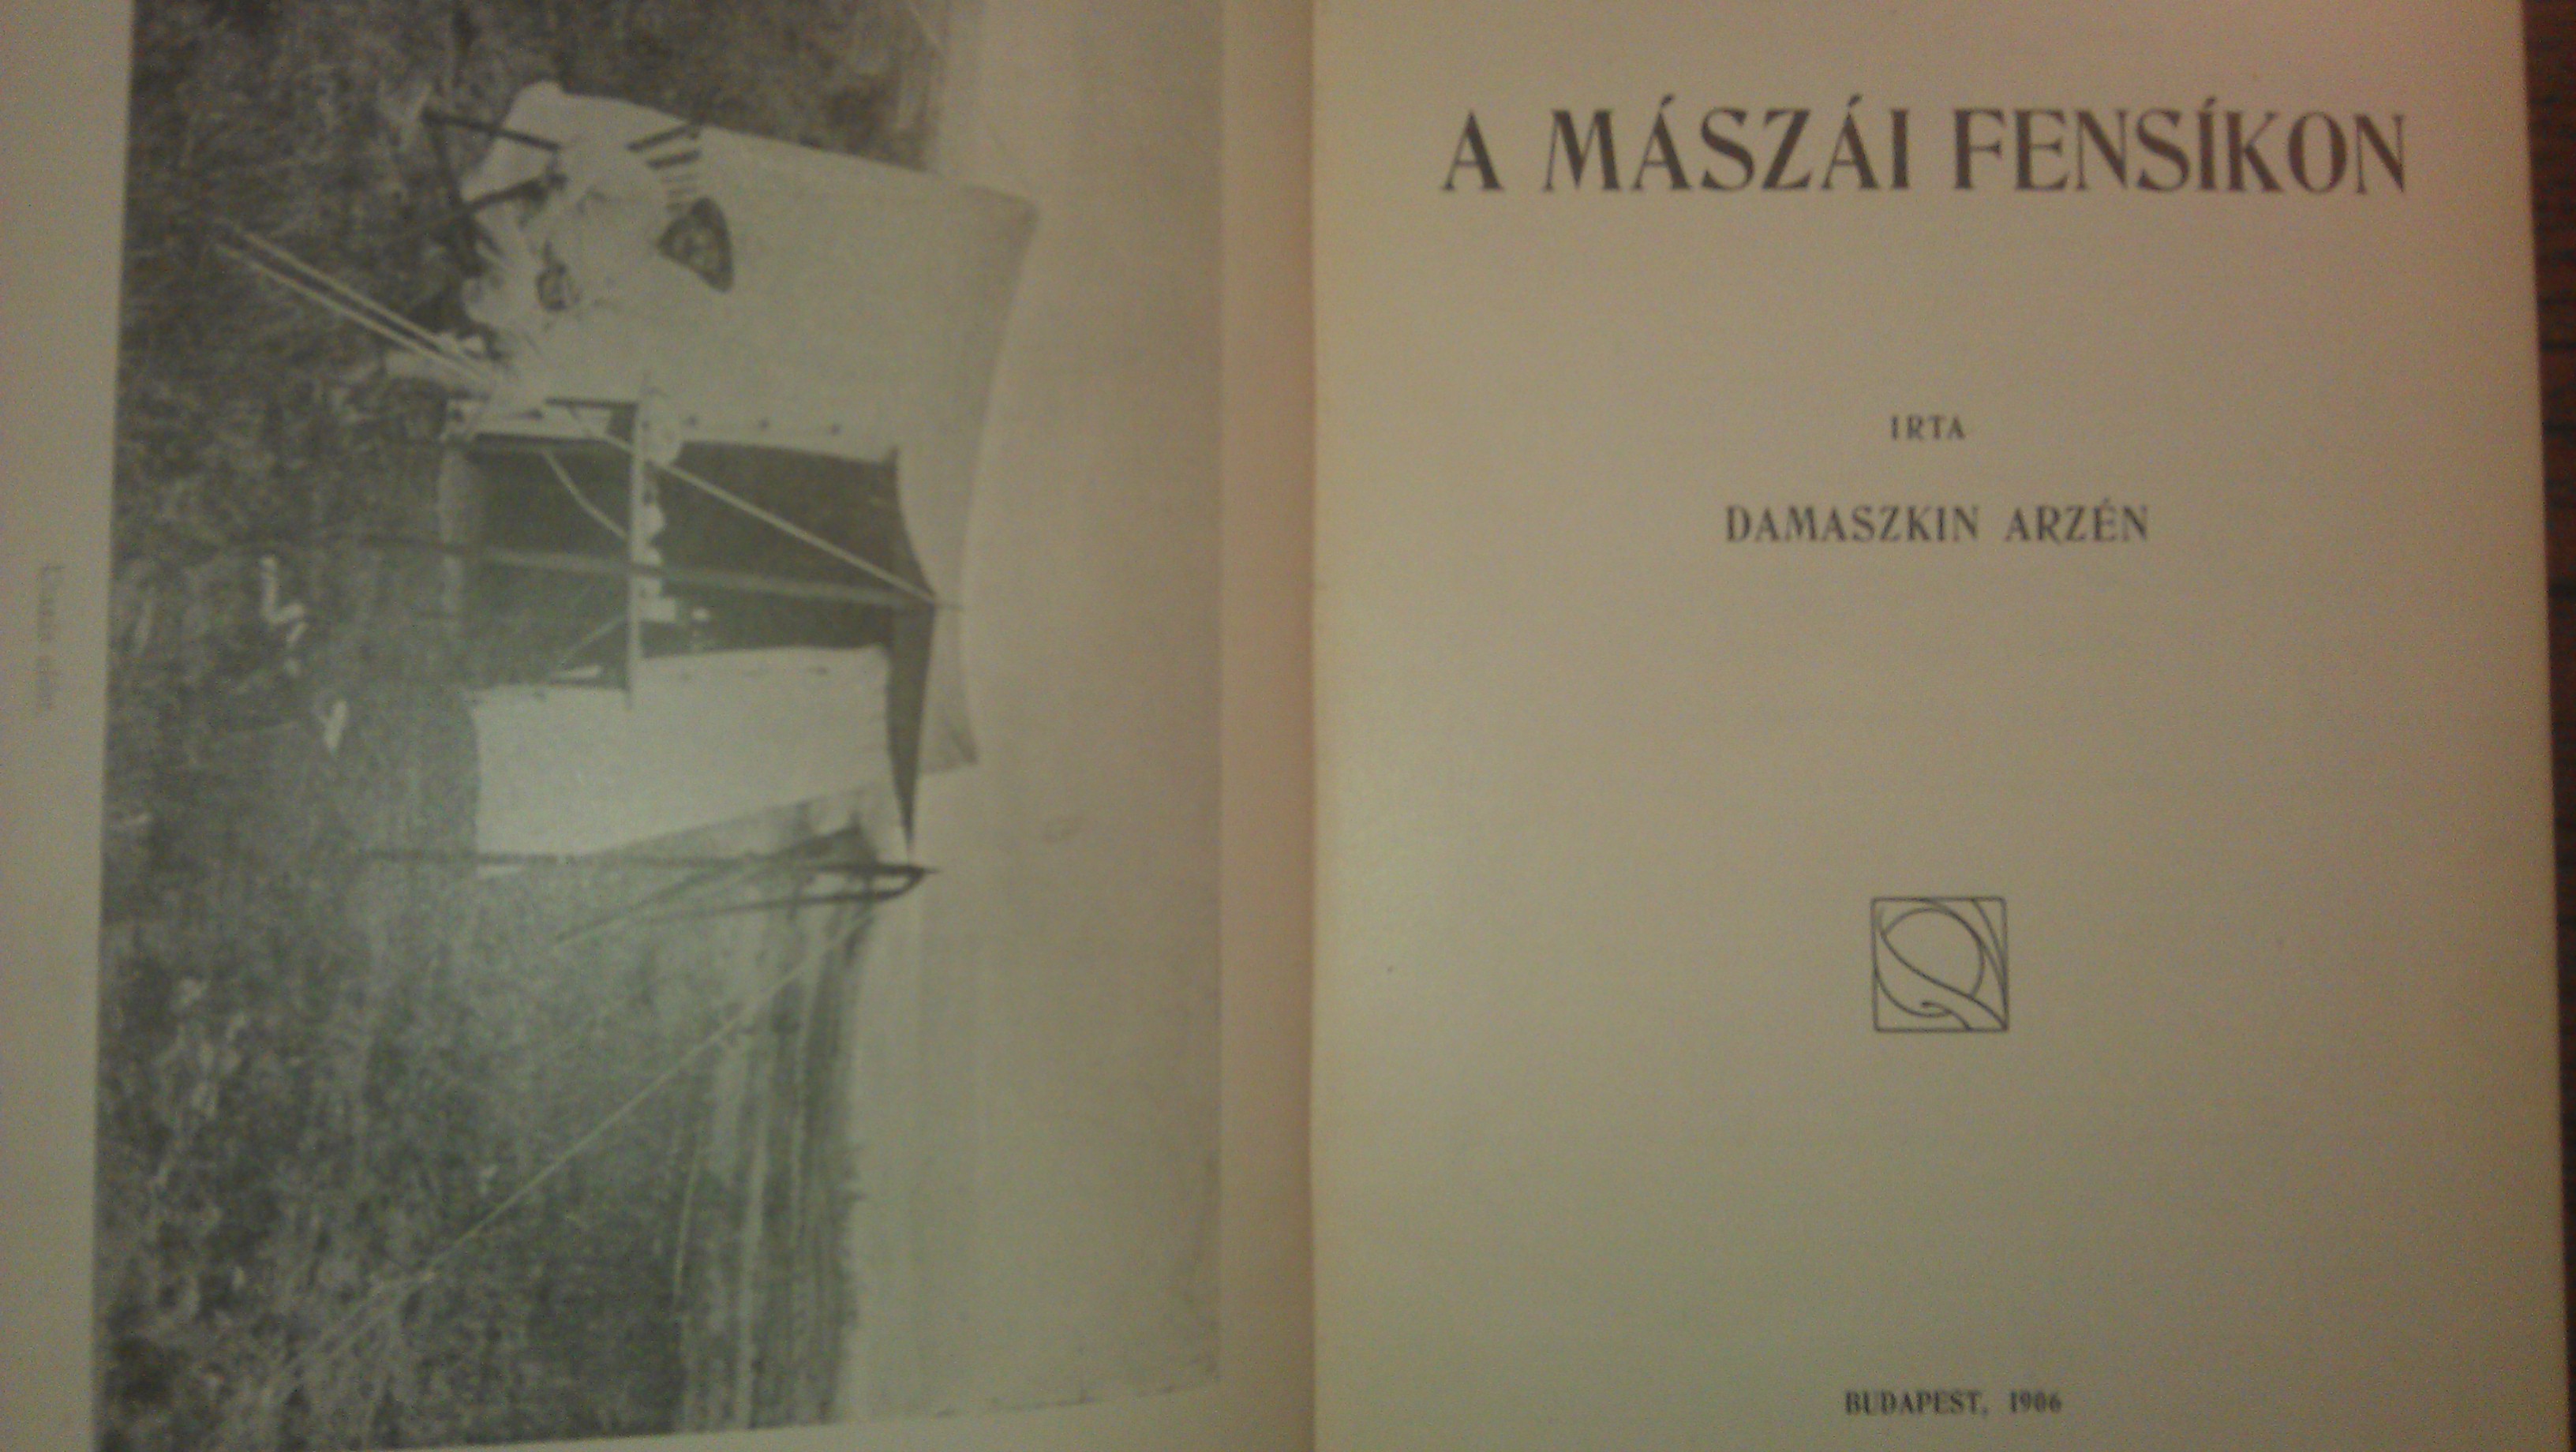 A MÁSZÁI FENSÍKON
IRTA
DAMASZKIN ARZÉN
BUDAPEST, 1906